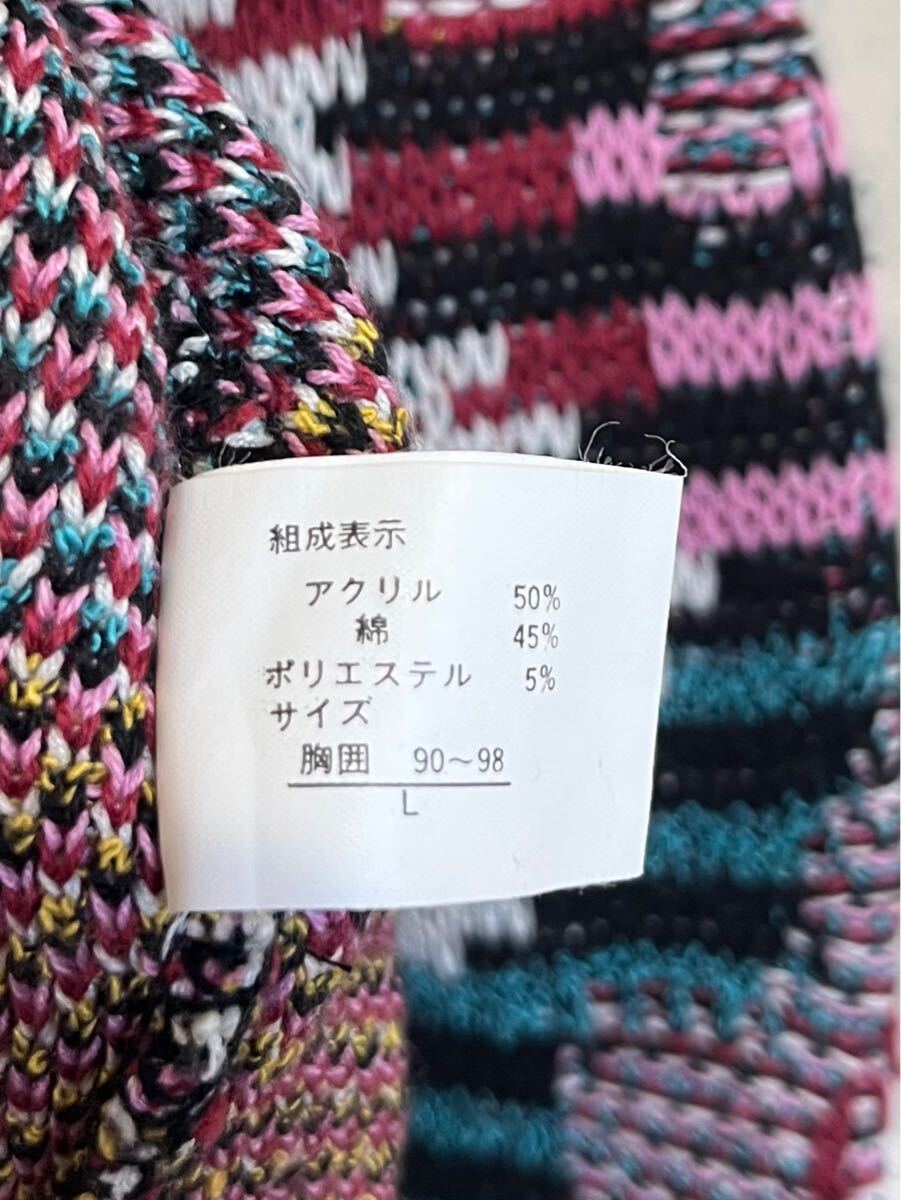 組成表示
アクリル 50%
綿 45%
ポリエステル 5%
サイズ
胸囲 90~98
L